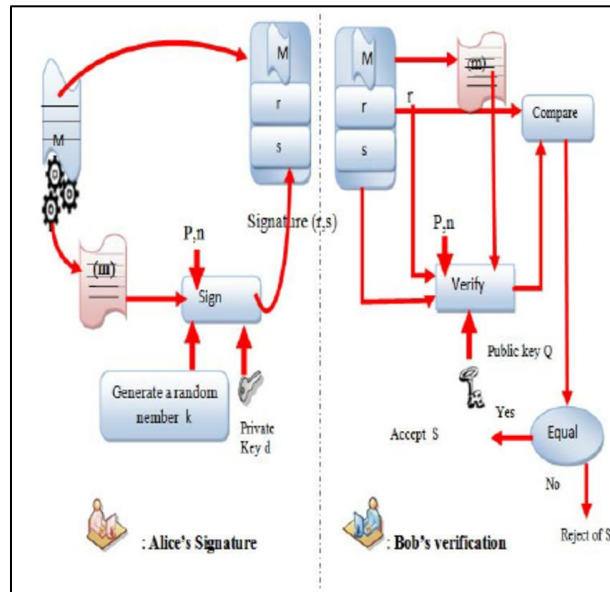 M
M
r
s
Signature (r,s)
P,n
(m)
Sign
Generate a random
nember k
Private
Key d
: Alice's Signature
M
r
s
(m)
r
Compare
P,n
Verify
Public key Q
Yes
Equal
Accept S
No
Reject of S
: Bob's verification